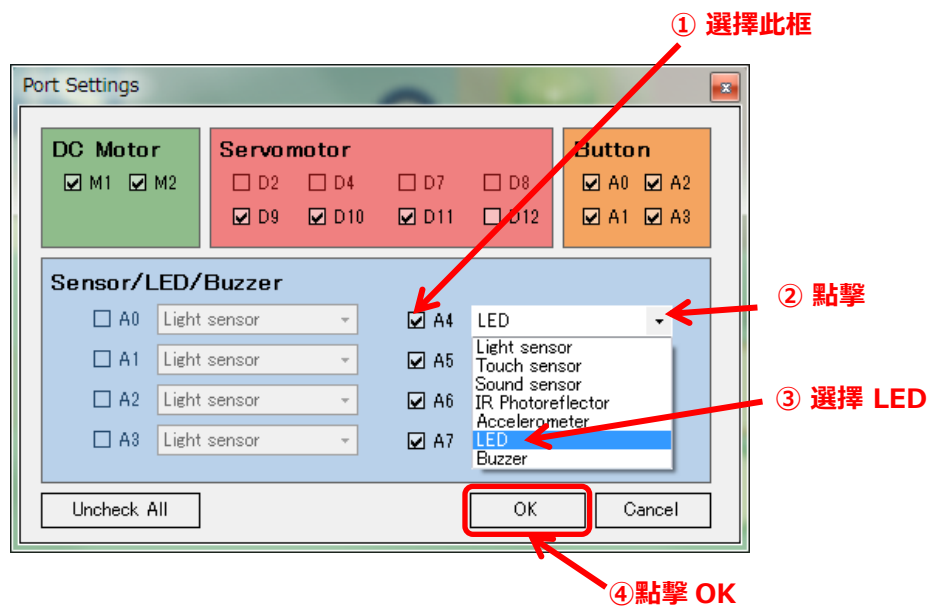 ① 選擇此框
Port Settings
DC Motor
M1 M2
Servomotor
D2 D4 D7 D8
D9 D10 D11 D12
Button
A0 A2
A1 A3
Sensor/LED/Buzzer
A0 Light sensor
A1 Light sensor
A2 Light sensor
A3 Light sensor
A4 LED
A5
A6
A7
Light sensor
Touch sensor
Sound sensor
IR Photoreflector
Accelerometer
LED
Buzzer
② 點擊
③ 選擇 LED
Uncheck All
OK
Cancel
④點擊 OK